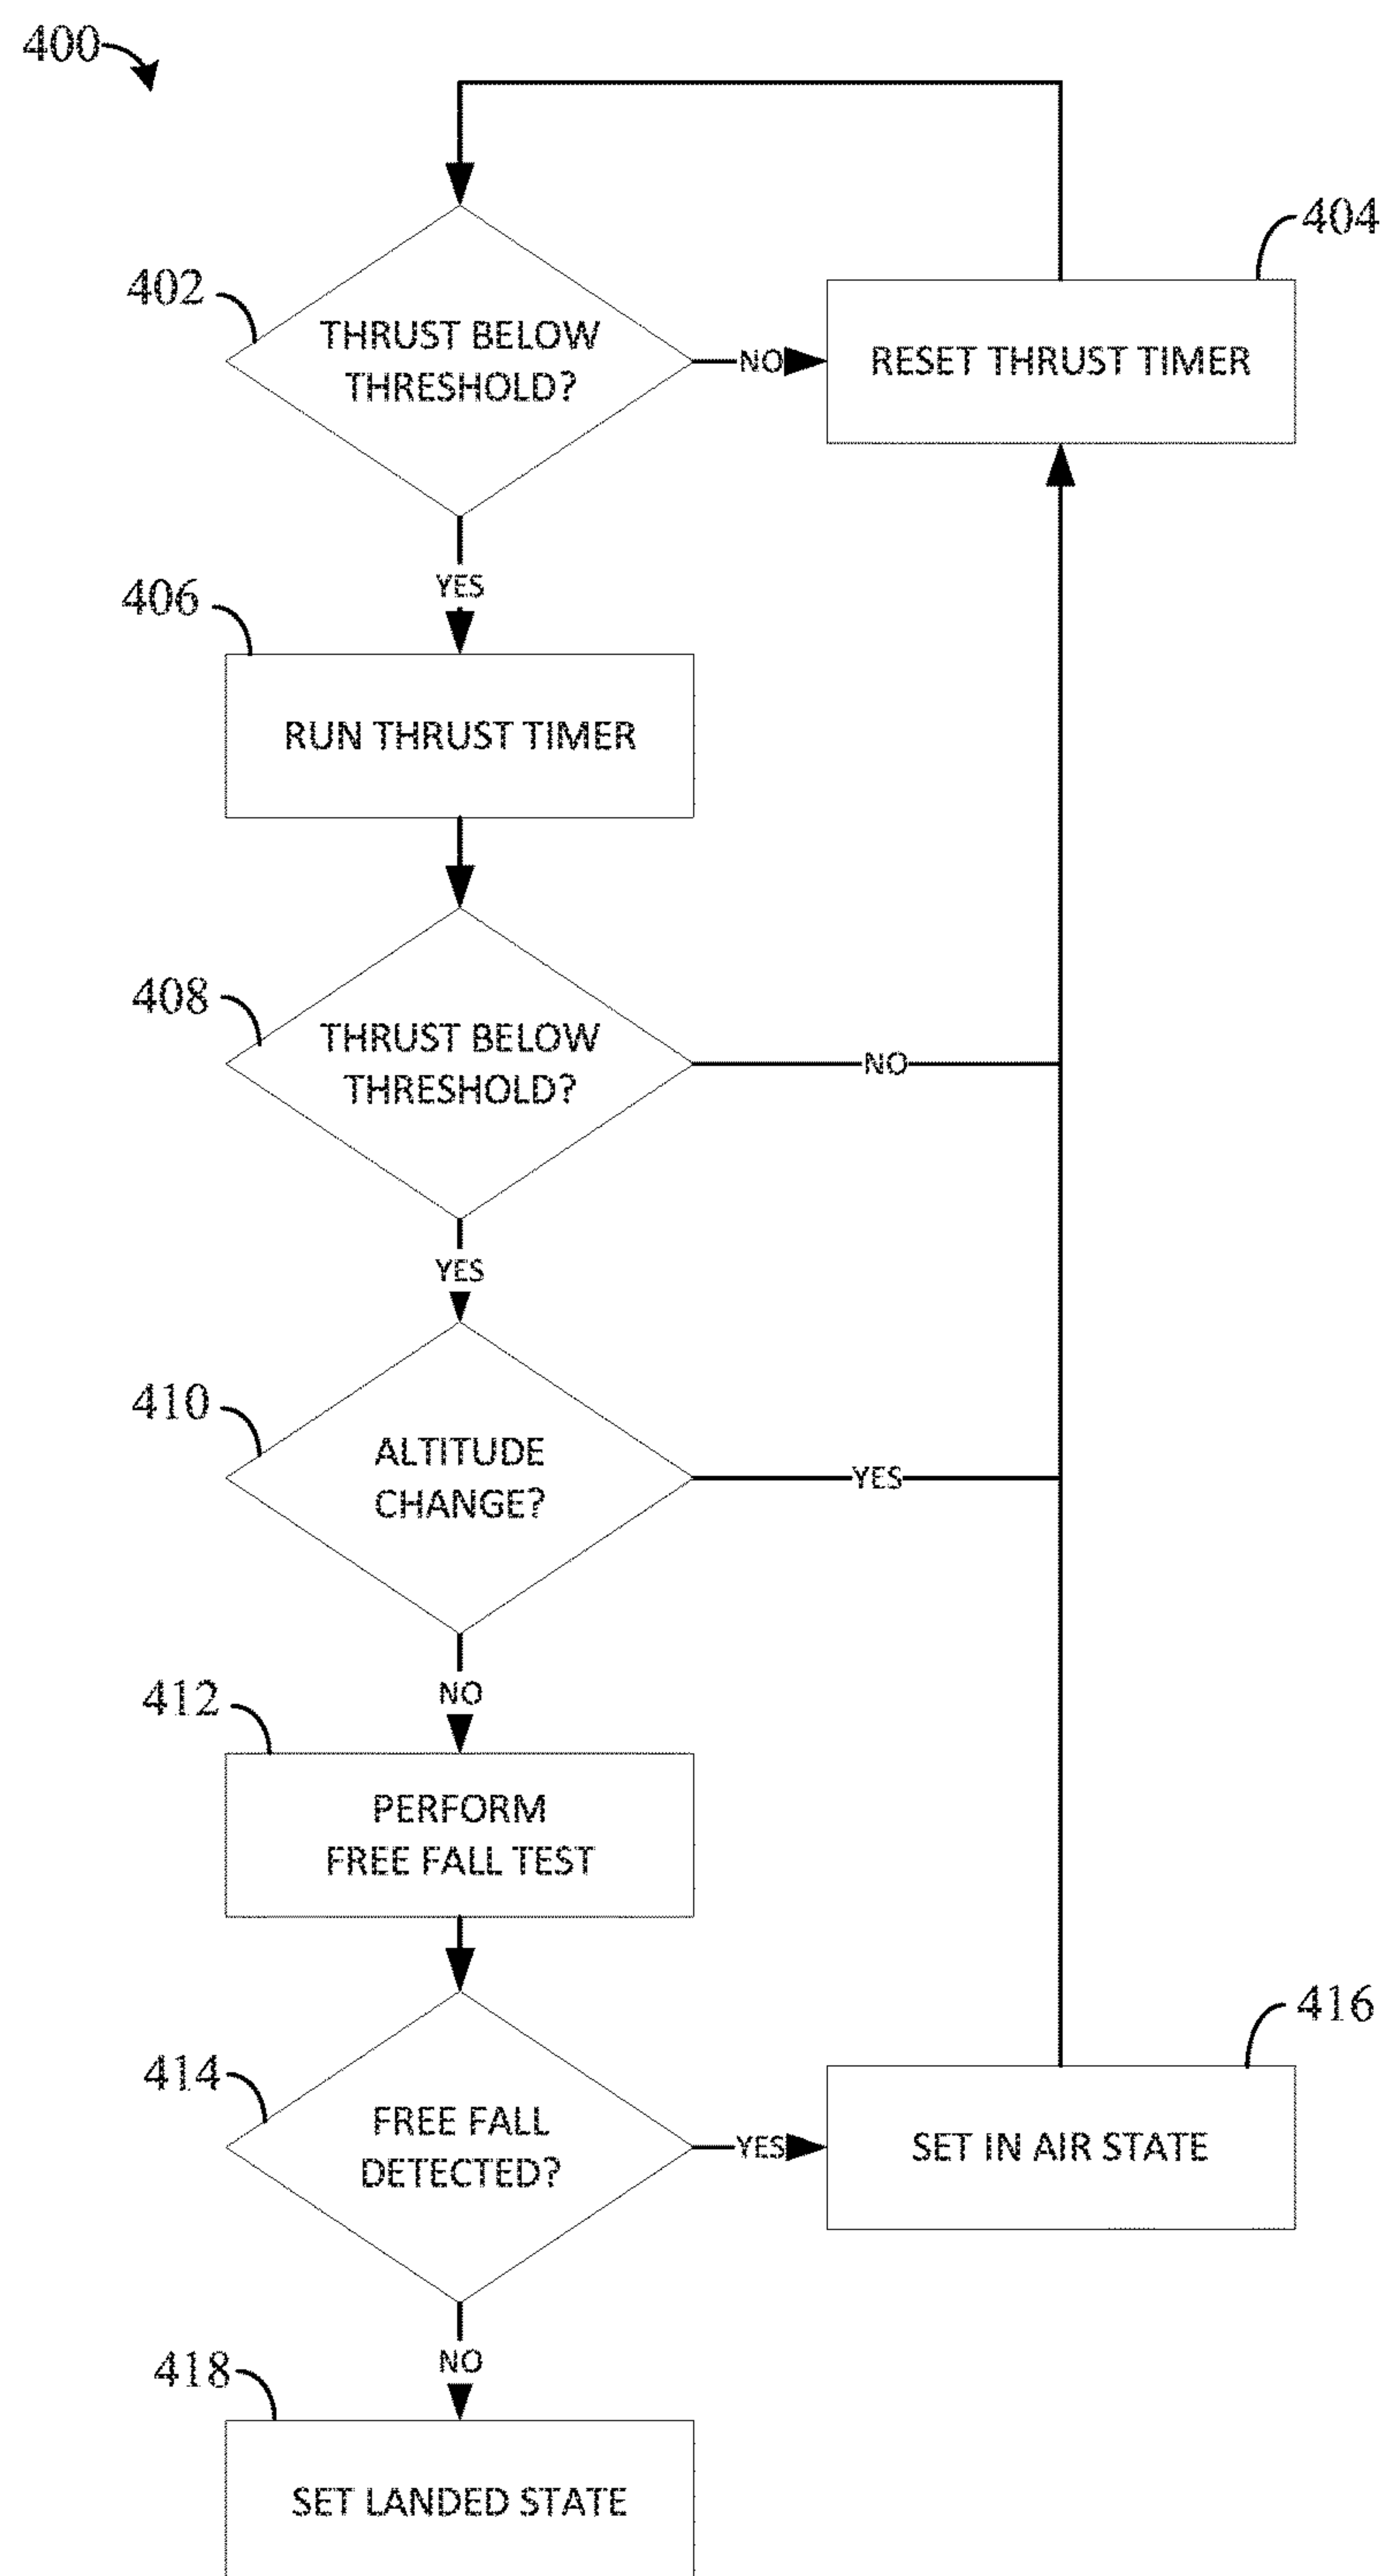 400
404
402
THRUST BELOW
THRESHOLD?
NO
RESET THRUST TIMER
YES
406
RUN THRUST TIMER
408
THRUST BELOW
THRESHOLD?
NO
YES
410
ALTITUDE
CHANGE?
YES
NO
412
PERFORM
FREE FALL TEST
416
414
FREE FALL
DETECTED?
YES
SET IN AIR STATE
NO
418
SET LANDED STATE